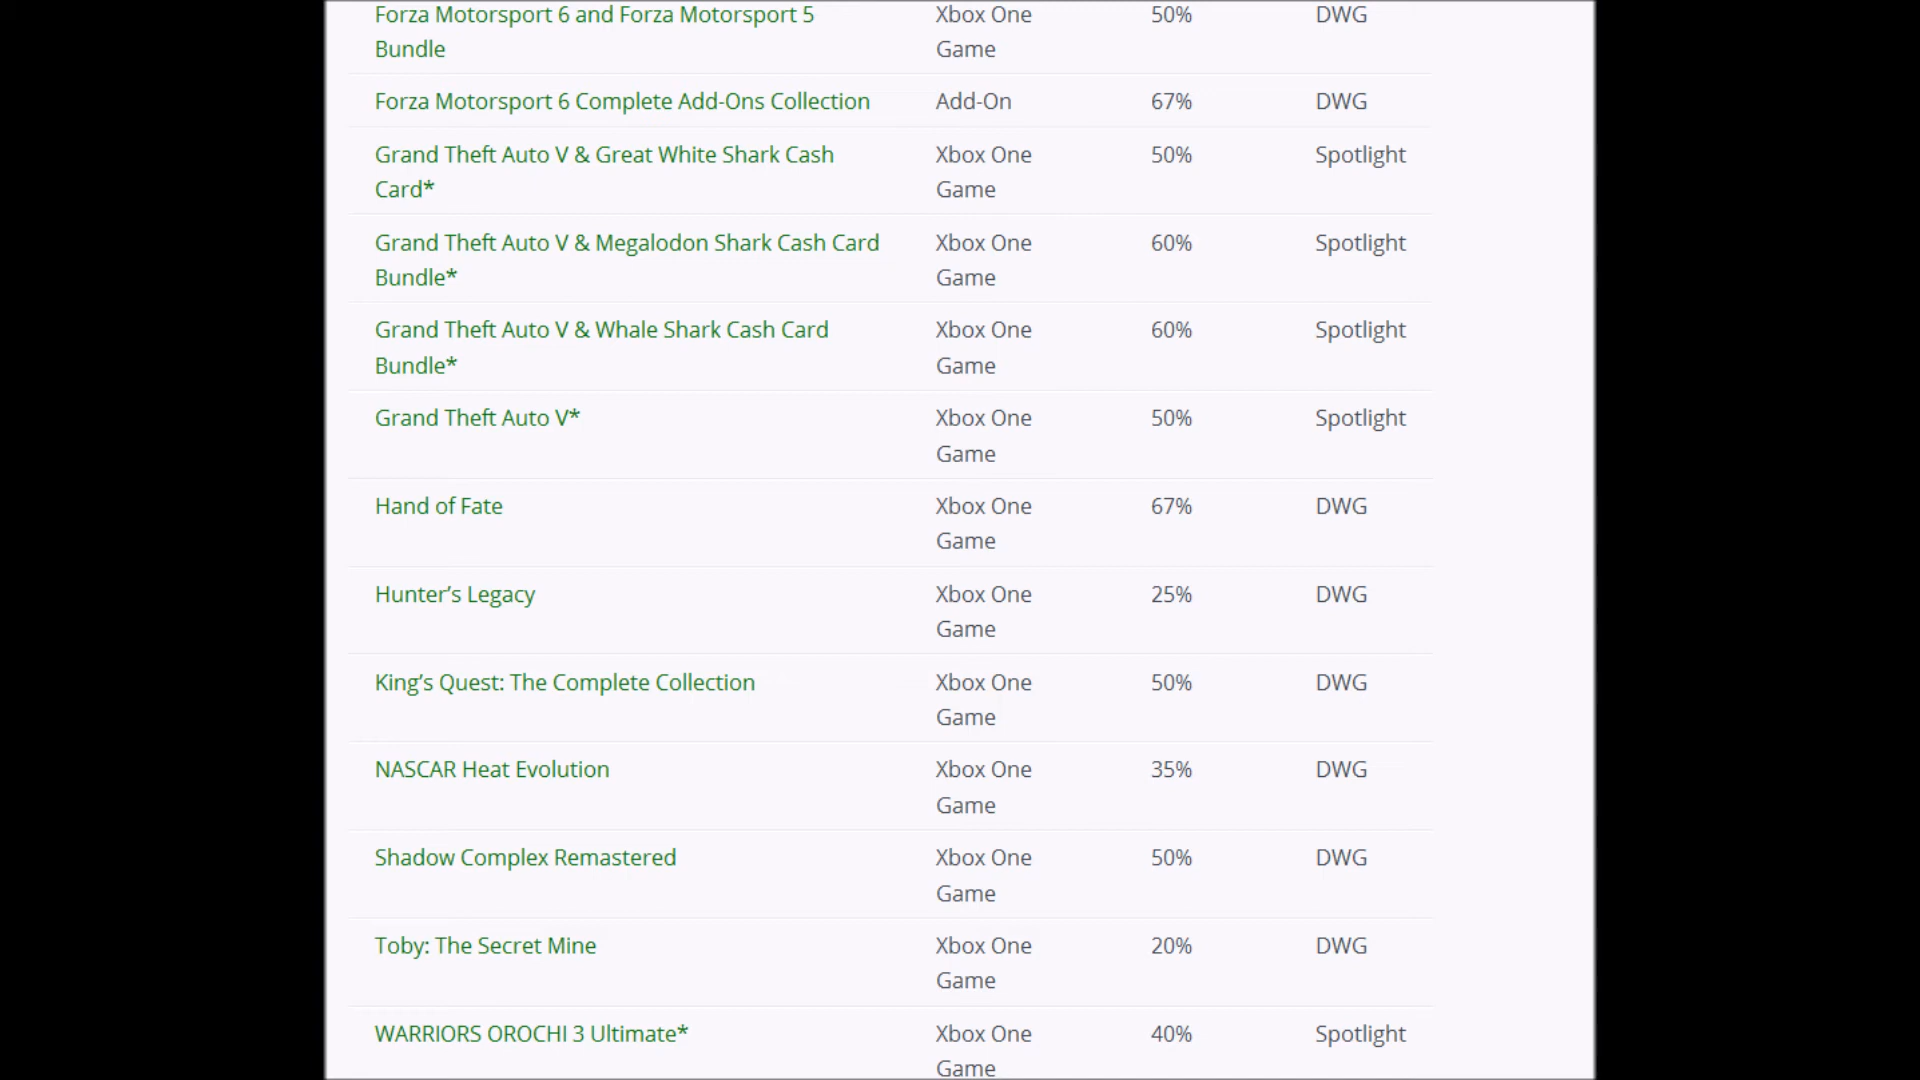 Forza Motorsport 6 and Forza Motorsport 5 Xbox One 50% DWG
Bundle Game
Forza Motorsport 6 Complete Add-Ons Collection Add-On 67% DWG
Grand Theft Auto V & Great White Shark Cash Xbox One 50% Spotlight
Card* Game
Grand Theft Auto V & Megalodon Shark Cash Card Xbox One 60% Spotlight
Bundle* Game
Grand Theft Auto V & Whale Shark Cash Card Xbox One 60% Spotlight
Bundle* Game
Grand Theft Auto V* Xbox One 50% Spotlight
Game
Hand of Fate Xbox One 67% DWG
Game
Hunter’s Legacy Xbox One 25% DWG
Game
King’s Quest: The Complete Collection Xbox One 50% DWG
Game
NASCAR Heat Evolution Xbox One 35% DWG
Game
Shadow Complex Remastered Xbox One 50% DWG
Game
Toby: The Secret Mine Xbox One 20% DWG
Game
WARRIORS OROCHI 3 Ultimate* Xbox One 40% Spotlight
Game